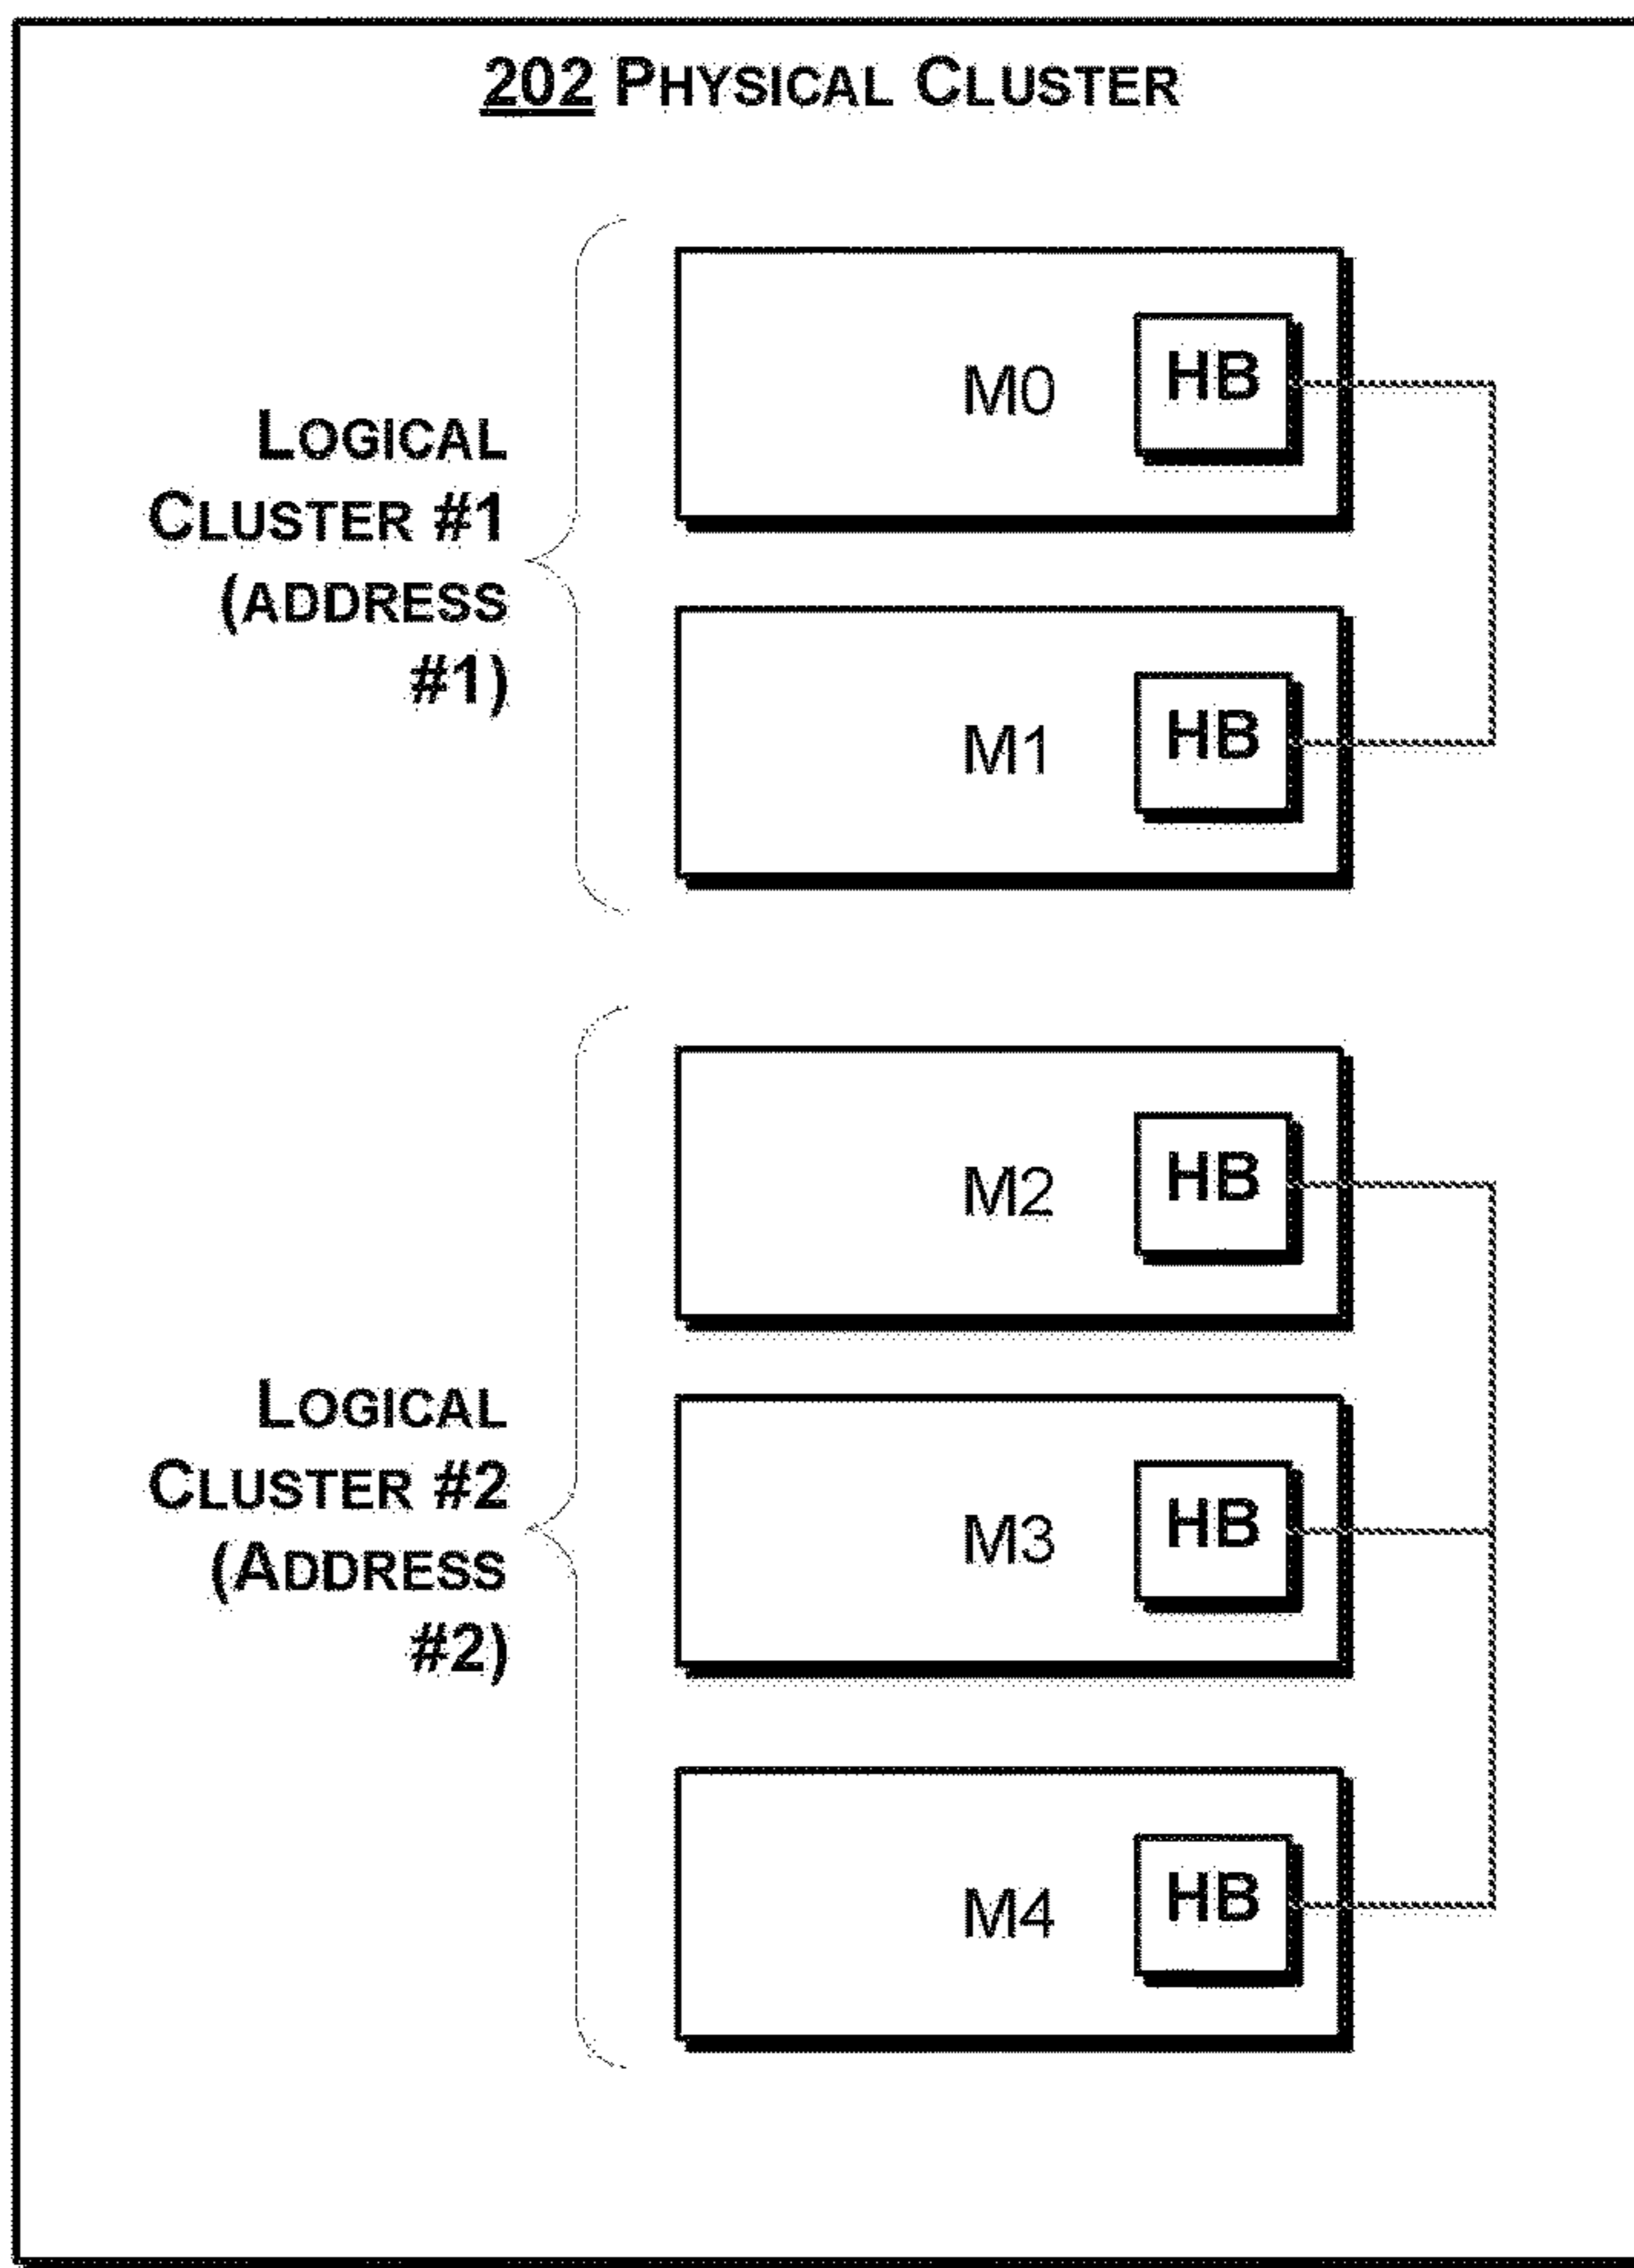 202 PHYSICAL CLUSTER
LOGICAL
CLUSTER #1
(ADDRESS
#1)
M0
HB
M1
HB
LOGICAL
CLUSTER #2
(ADDRESS
#2)
M2
HB
M3
HB
M4
HB